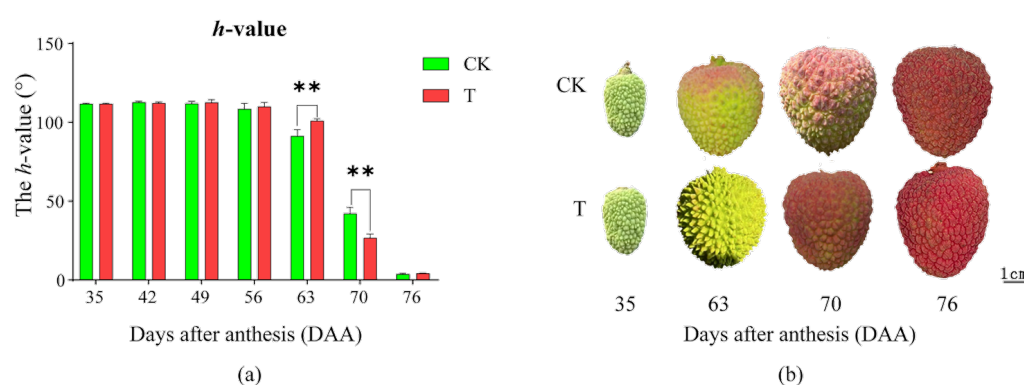 h-value
The h-value (°)
150
100
50
0
**
**
CK
T
35 42 49 56 63 70 76
Days after anthesis (DAA)
(a)
CK
T
1cm
35 63 70 76
Days after anthesis (DAA)
(b)